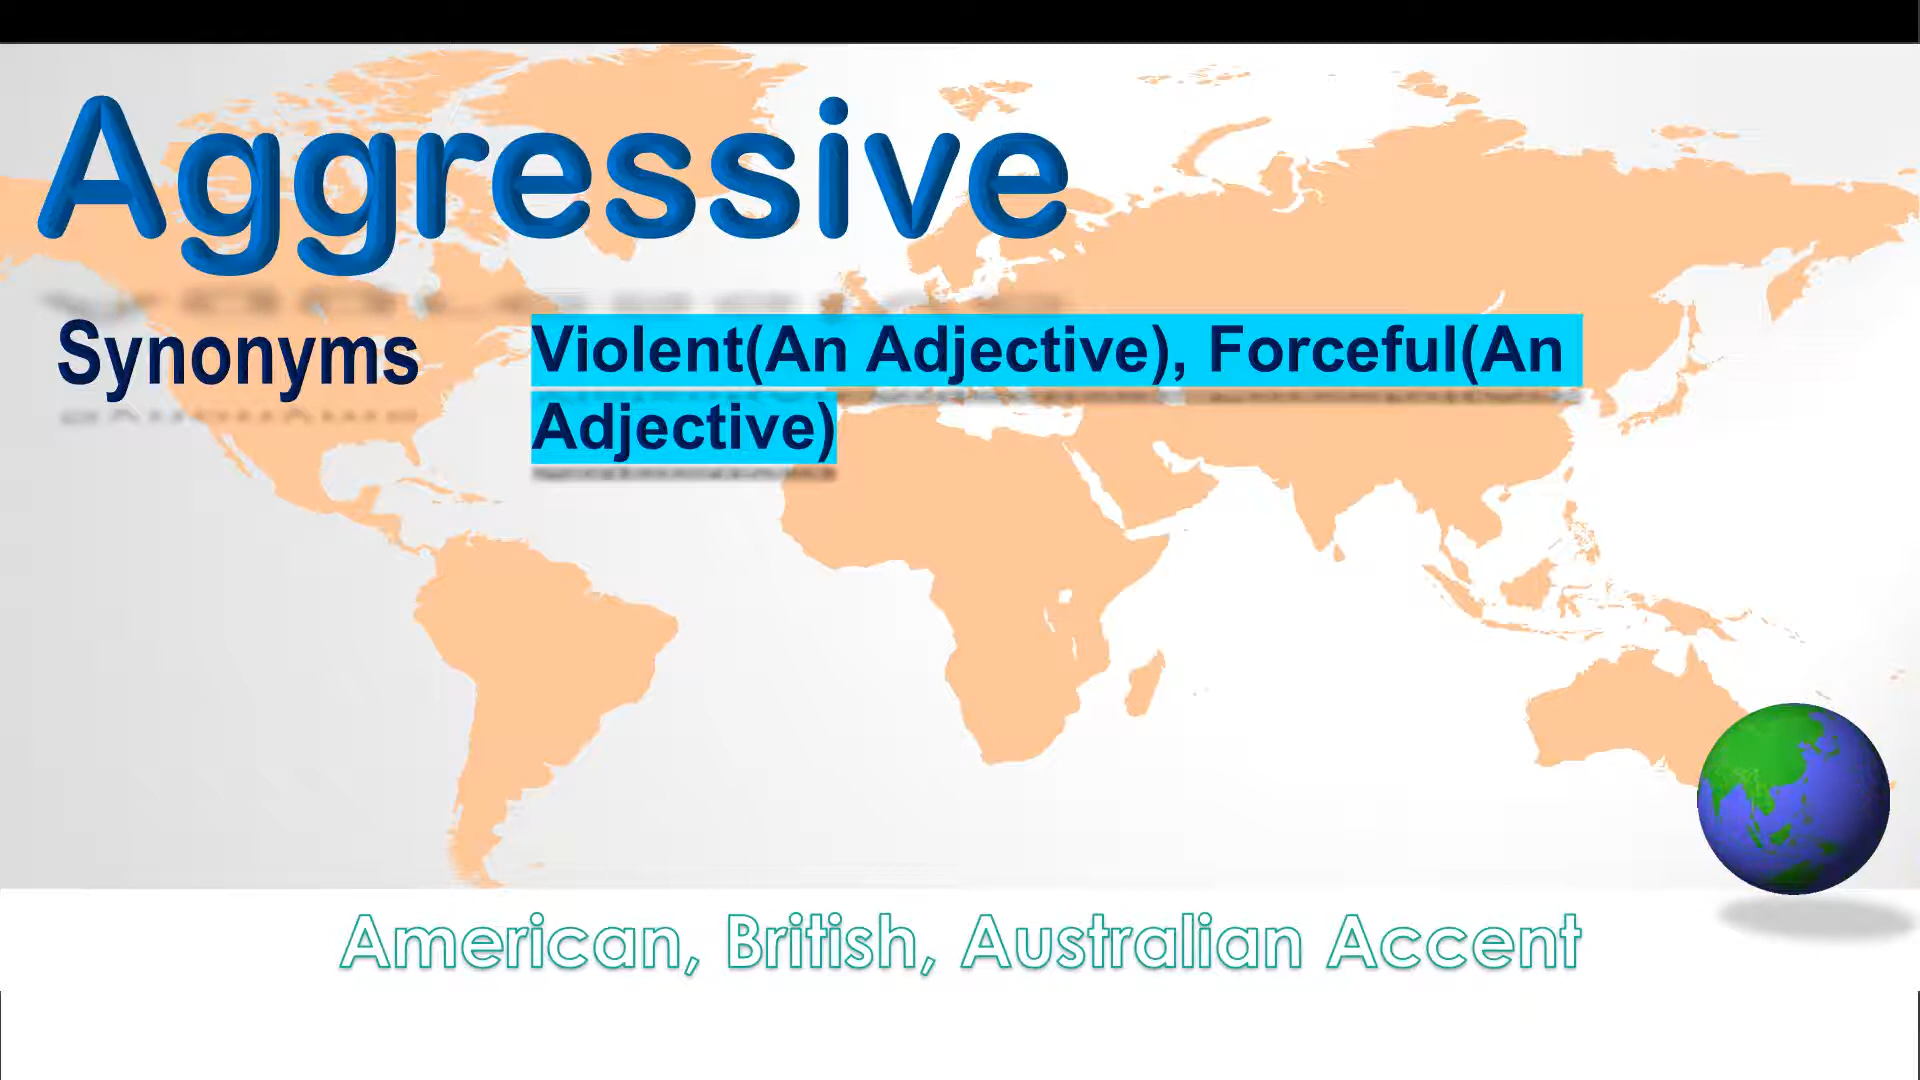 Aggressive
Synonyms
Violent(An Adjective), Forceful(An
Adjective)
American, British, Australian Accent